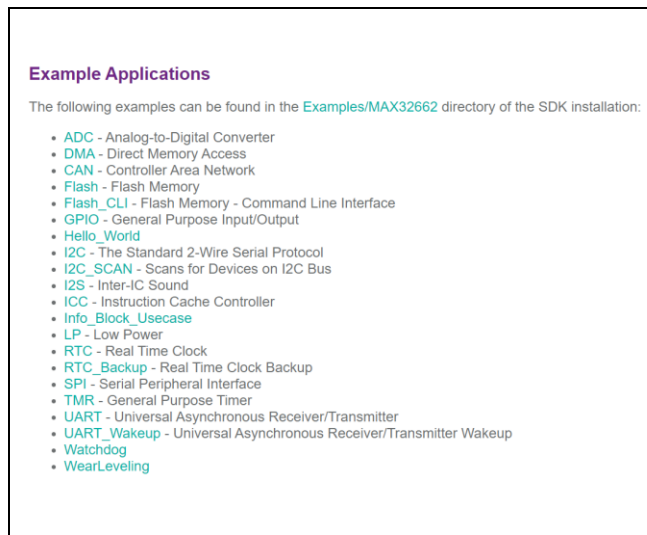 Example Applications
The following examples can be found in the Examples/MAX32662 directory of the SDK installation:
• ADC - Analog-to-Digital Converter
• DMA - Direct Memory Access
• CAN - Controller Area Network
• Flash - Flash Memory
• Flash_CLI - Flash Memory - Command Line Interface
• GPIO - General Purpose Input/Output
• Hello_World
• I2C - The Standard 2-Wire Serial Protocol
• I2C_SCAN - Scans for Devices on I2C Bus
• I2S - Inter-IC Sound
• ICC - Instruction Cache Controller
• Info_Block_Usecase
• LP - Low Power
• RTC - Real Time Clock
• RTC_Backup - Real Time Clock Backup
• SPI - Serial Peripheral Interface
• TMR - General Purpose Timer
• UART - Universal Asynchronous Receiver/Transmitter
• UART_Wakeup - Universal Asynchronous Receiver/Transmitter Wakeup
• Watchdog
• WearLeveling